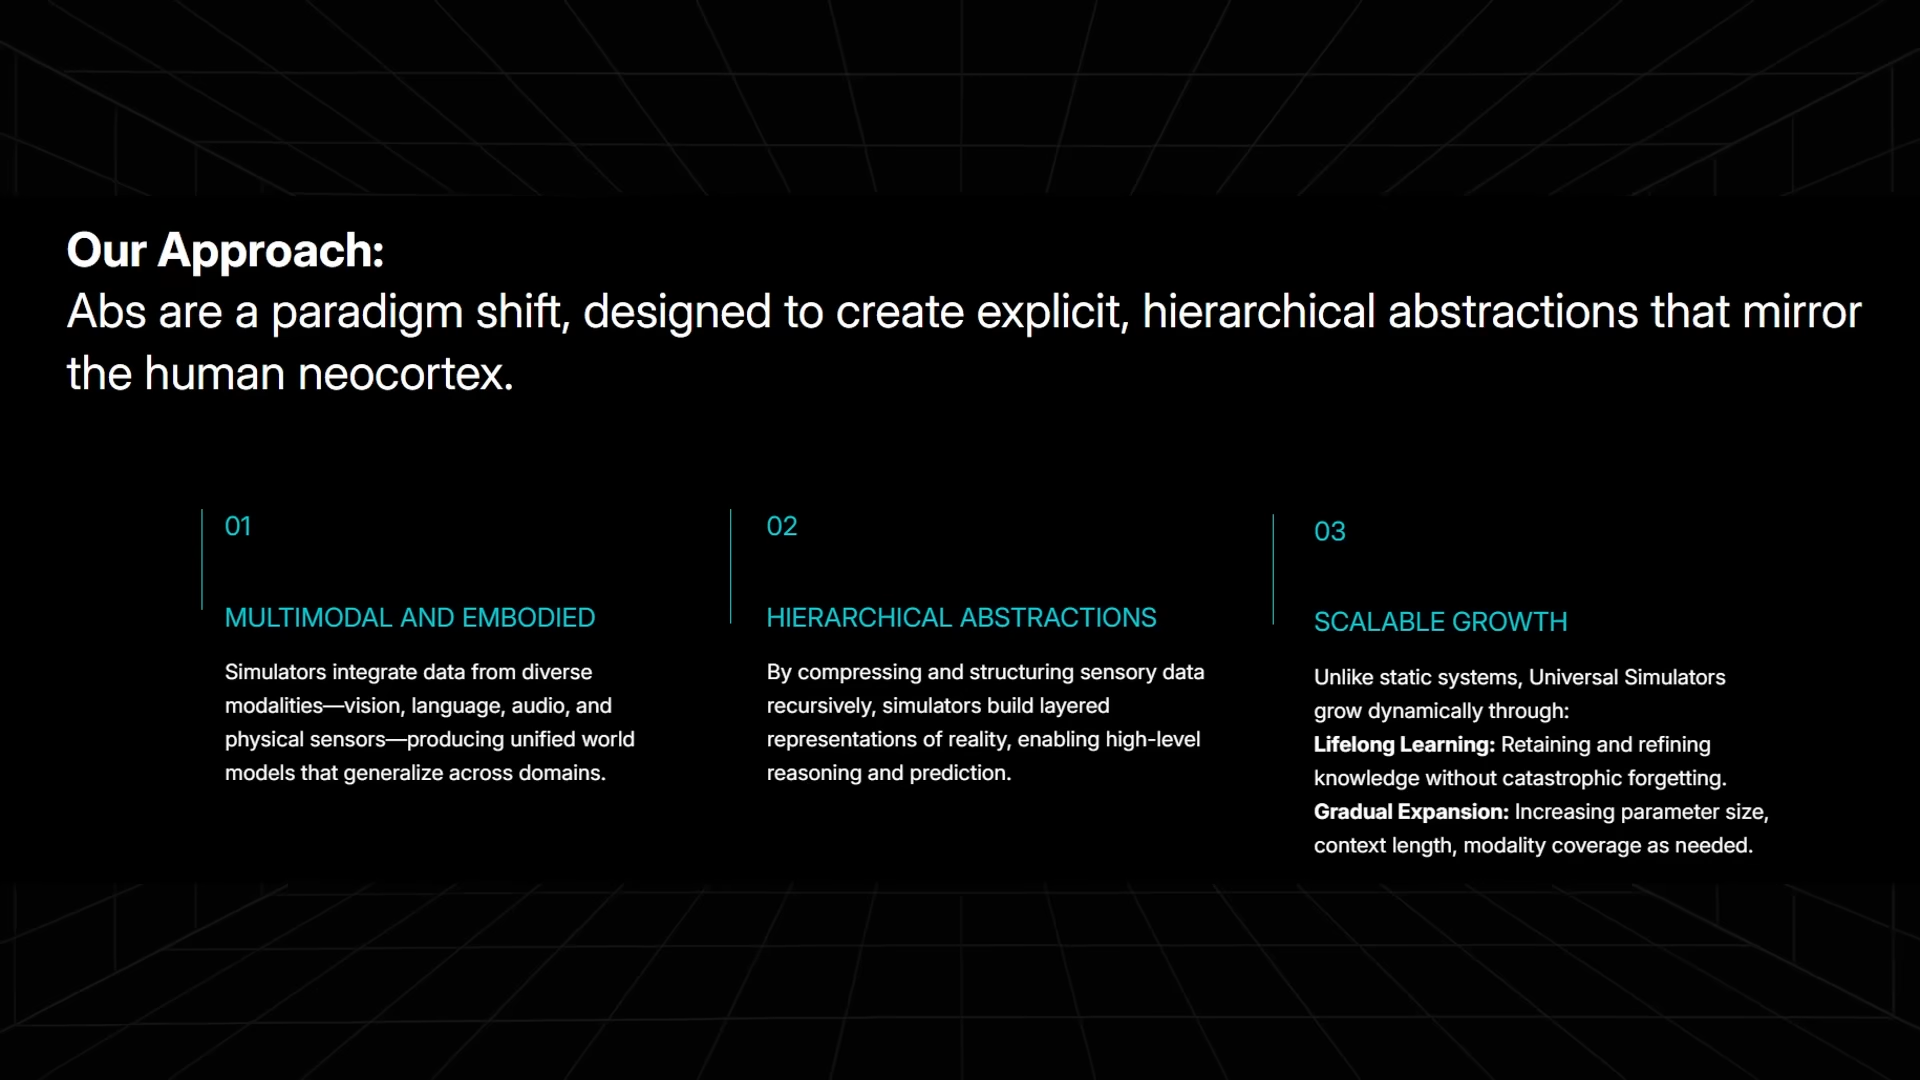 Our Approach:
Abs are a paradigm shift, designed to create explicit, hierarchical abstractions that mirror
the human neocortex.
01
MULTIMODAL AND EMBODIED
Simulators integrate data from diverse
modalities—vision, language, audio, and
physical sensors—producing unified world
models that generalize across domains.
02
HIERARCHICAL ABSTRACTIONS
By compressing and structuring sensory data
recursively, simulators build layered
representations of reality, enabling high-level
reasoning and prediction.
03
SCALABLE GROWTH
Unlike static systems, Universal Simulators
grow dynamically through:
Lifelong Learning: Retaining and refining
knowledge without catastrophic forgetting.
Gradual Expansion: Increasing parameter size,
context length, modality coverage as needed.